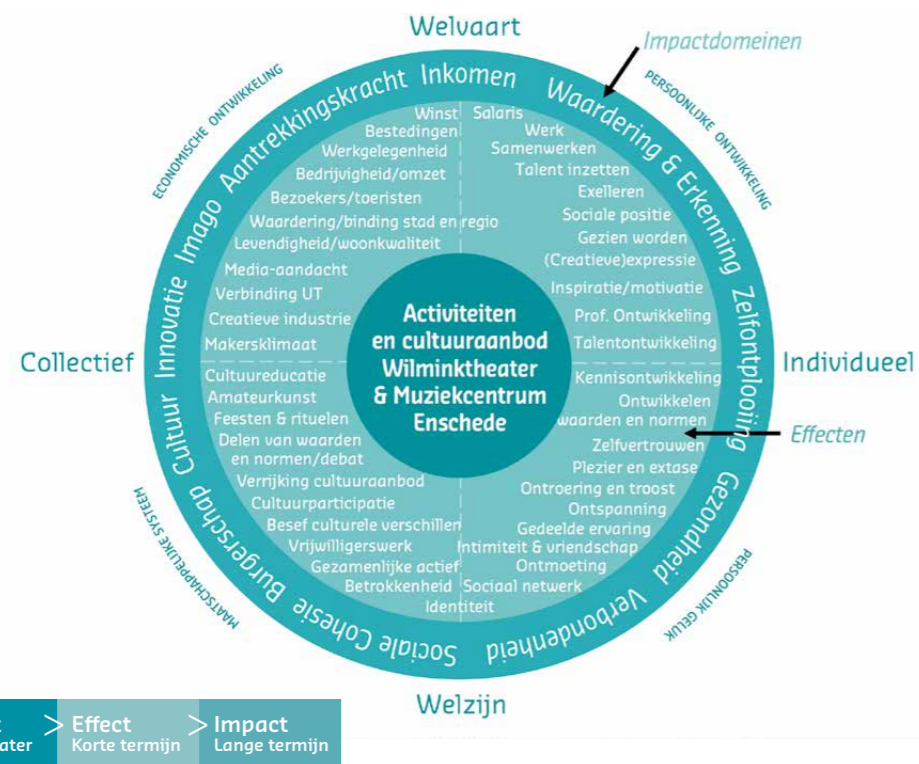 Welvaart
Impactdomeinen
ECONOMISCHE ONTWIKKELING
PERSOONLIJKE ONTWIKKELING
Cultuur Innovatie Imago Aantrekkingskracht Inkomen
Waardering & Erkenning Zelfontplooiing
Winst
Bestedingen
Werkgelegenheid
Bedrijvigheid/omzet
Bezoekers/toeristen
Waardering/binding stad en regio
Levendigheid/woonkwaliteit
Media-aandacht
Verbinding UT
Creatieve industrie
Makersklimaat
Salaris
Werk
Samenwerken
Talent inzetten
Exelleren
Sociale positie
Gezien worden
(Creatieve)expressie
Inspiratie/motivatie
Prof. Ontwikkeling
Talentontwikkeling
Activiteiten
en cultuuraanbod
Wilminktheater
& Muziekcentrum
Enschede
Collectief
Individueel
Cultuureducatie
Amateurkunst
Feesten & rituelen
Delen van waarden
en normen/debat
Verrijking cultuuraanbod
Cultuurparticipatie
Besef culturele verschillen
Vrijwilligerswerk
Gezamenlijke actief
Betrokkenheid
Kennisontwikkeling
Ontwikkelen
waarden en normen
Zelfvertrouwen
Plezier en extase
Ontroering en troost
Ontspanning
Gedeelde ervaring
Intimiteit & vriendschap
Ontmoeting
Sociaal netwerk
Identiteit
Effecten
Burgerschap Sociale Cohesie
Gezondheid Verbondenheid
MAATSCHAPPELIJKE SYSTEEM
PERSOONLIJK GELUK
Welzijn
> Effect
Korte termijn
> Impact
Lange termijn